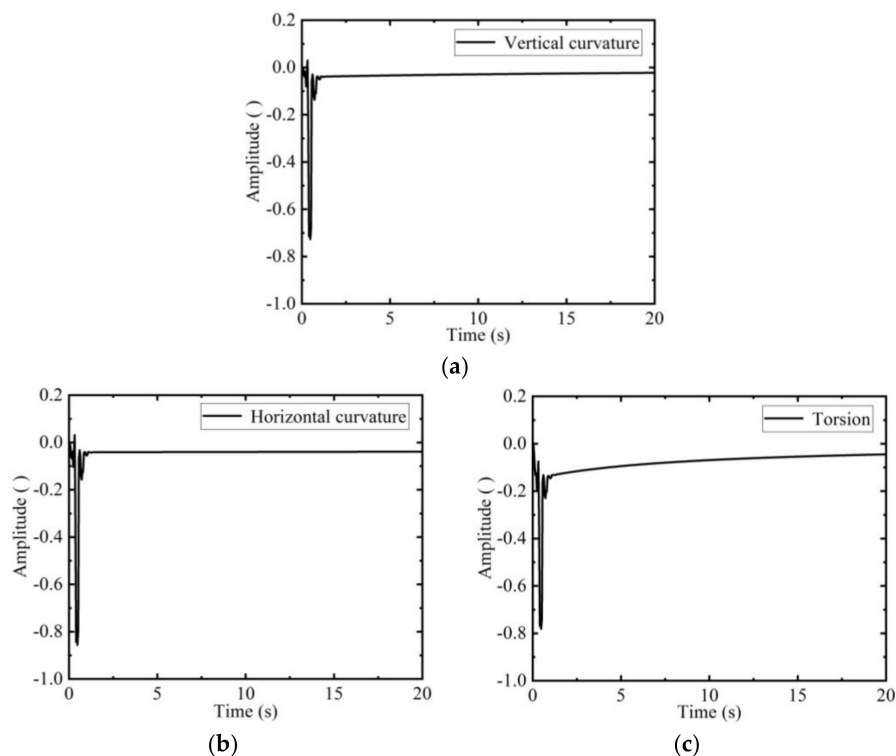 0.2
Vertical curvature
0.0
-0.2
-0.4
-0.6
-0.8
-1.0
Amplitude ( )
0 5 10 15 20
Time (s)
(a)
0.2
Horizontal curvature
0.0
-0.2
-0.4
-0.6
-0.8
-1.0
Amplitude ( )
0 5 10 15 20
Time (s)
(b)
0.2
Torsion
0.0
-0.2
-0.4
-0.6
-0.8
-1.0
Amplitude ( )
0 5 10 15 20
Time (s)
(c)